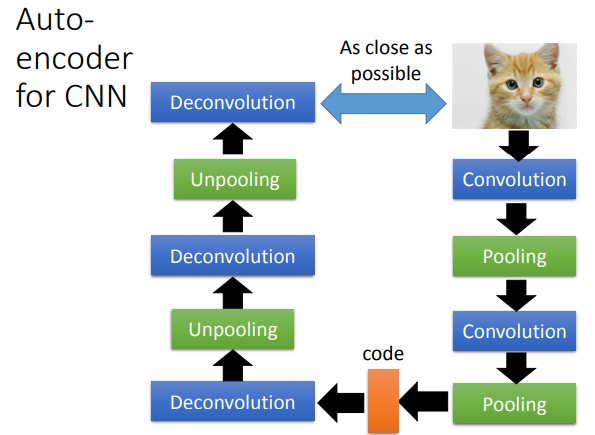 Auto-
encoder
for CNN
As close as
possible
Deconvolution
Unpooling
Convolution
Deconvolution
Pooling
Unpooling
Convolution
code
Deconvolution
Pooling